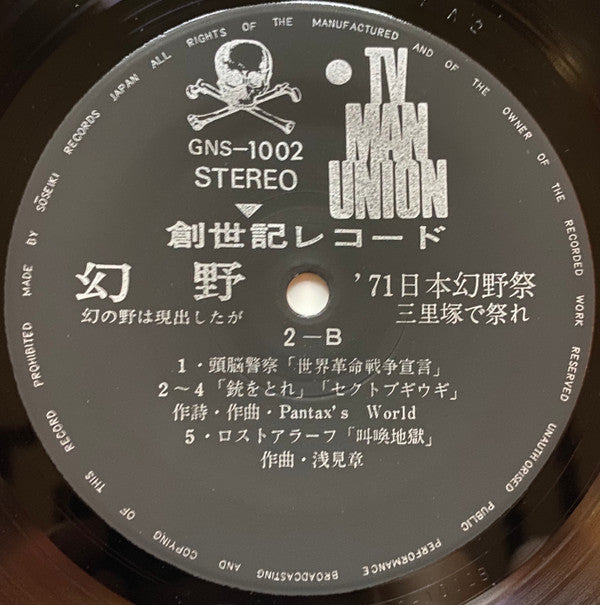 MADE BY SŌSEIKI RECORDS JAPAN ALL RIGHTS OF THE MANUFACTURED AND OF THE OWNER OF THE RECORDED WORK RESERVED UNAUTHORISED PUBLIC PERFORMANCE BROADCASTING AND COPYING OF THIS RECORD PROHIBITED
TV
MAN
UNION
GNS-1002
STEREO
創世記レコード
幻 野
幻の野は現出したが
'71日本幻野祭
三里塚で祭れ
2-B
1・頭脳警察「世界革命戦争宣言」
2〜4「銃をとれ」「セクトブギウギ」
作詩・作曲・Pantax's World
5・ロストアラーフ「叫喚地獄」
作曲・浅見章